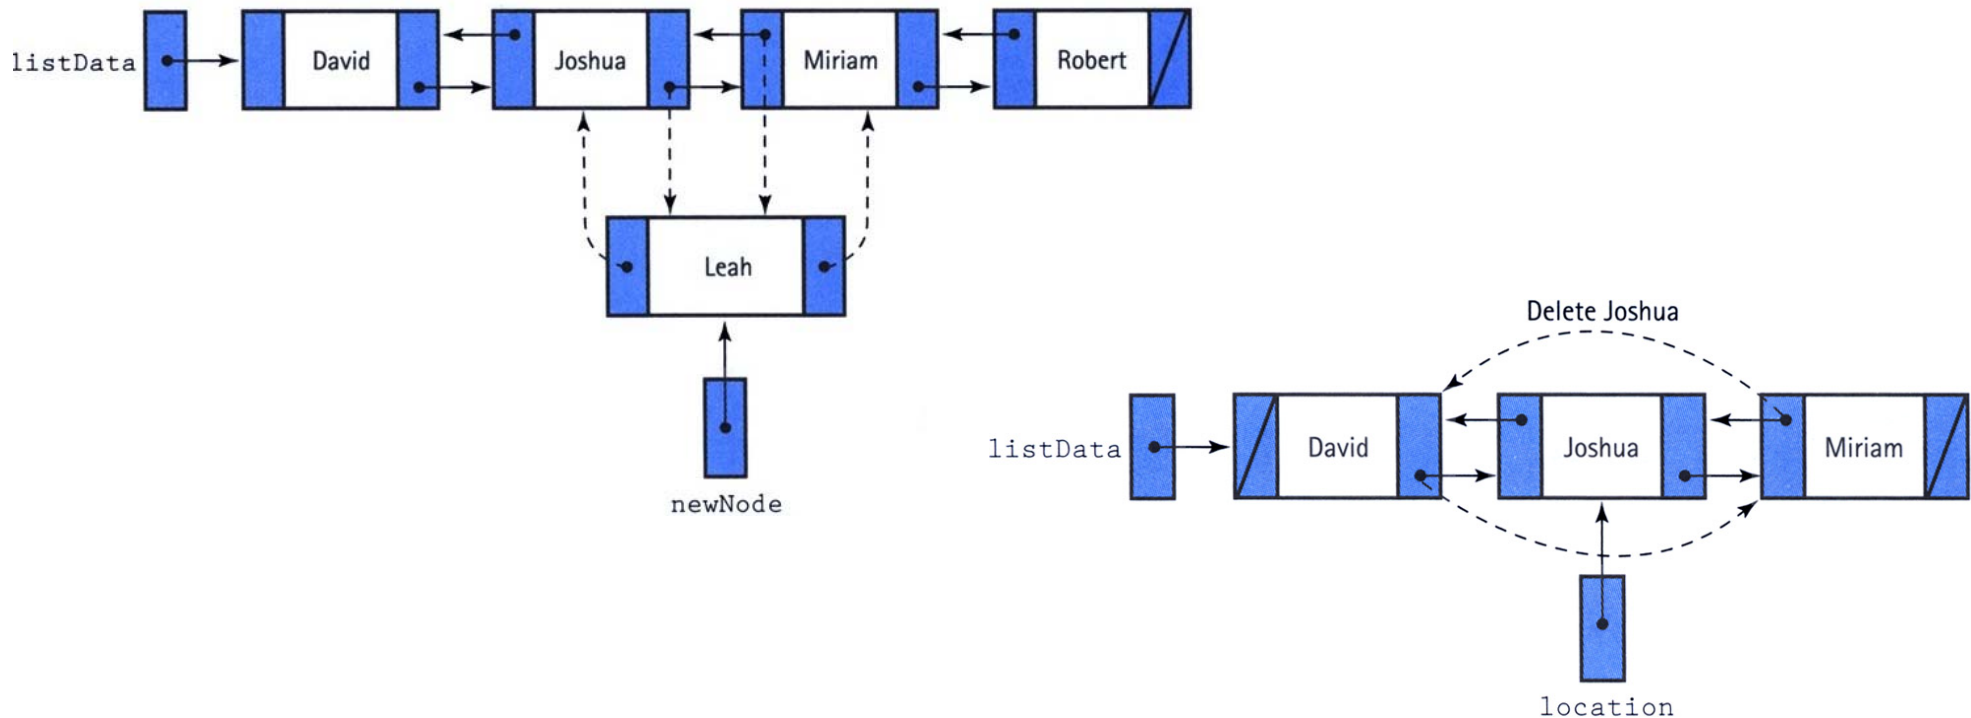 listData
David
Joshua
Miriam
Robert
Leah
newNode
Delete Joshua
listData
David
Joshua
Miriam
location